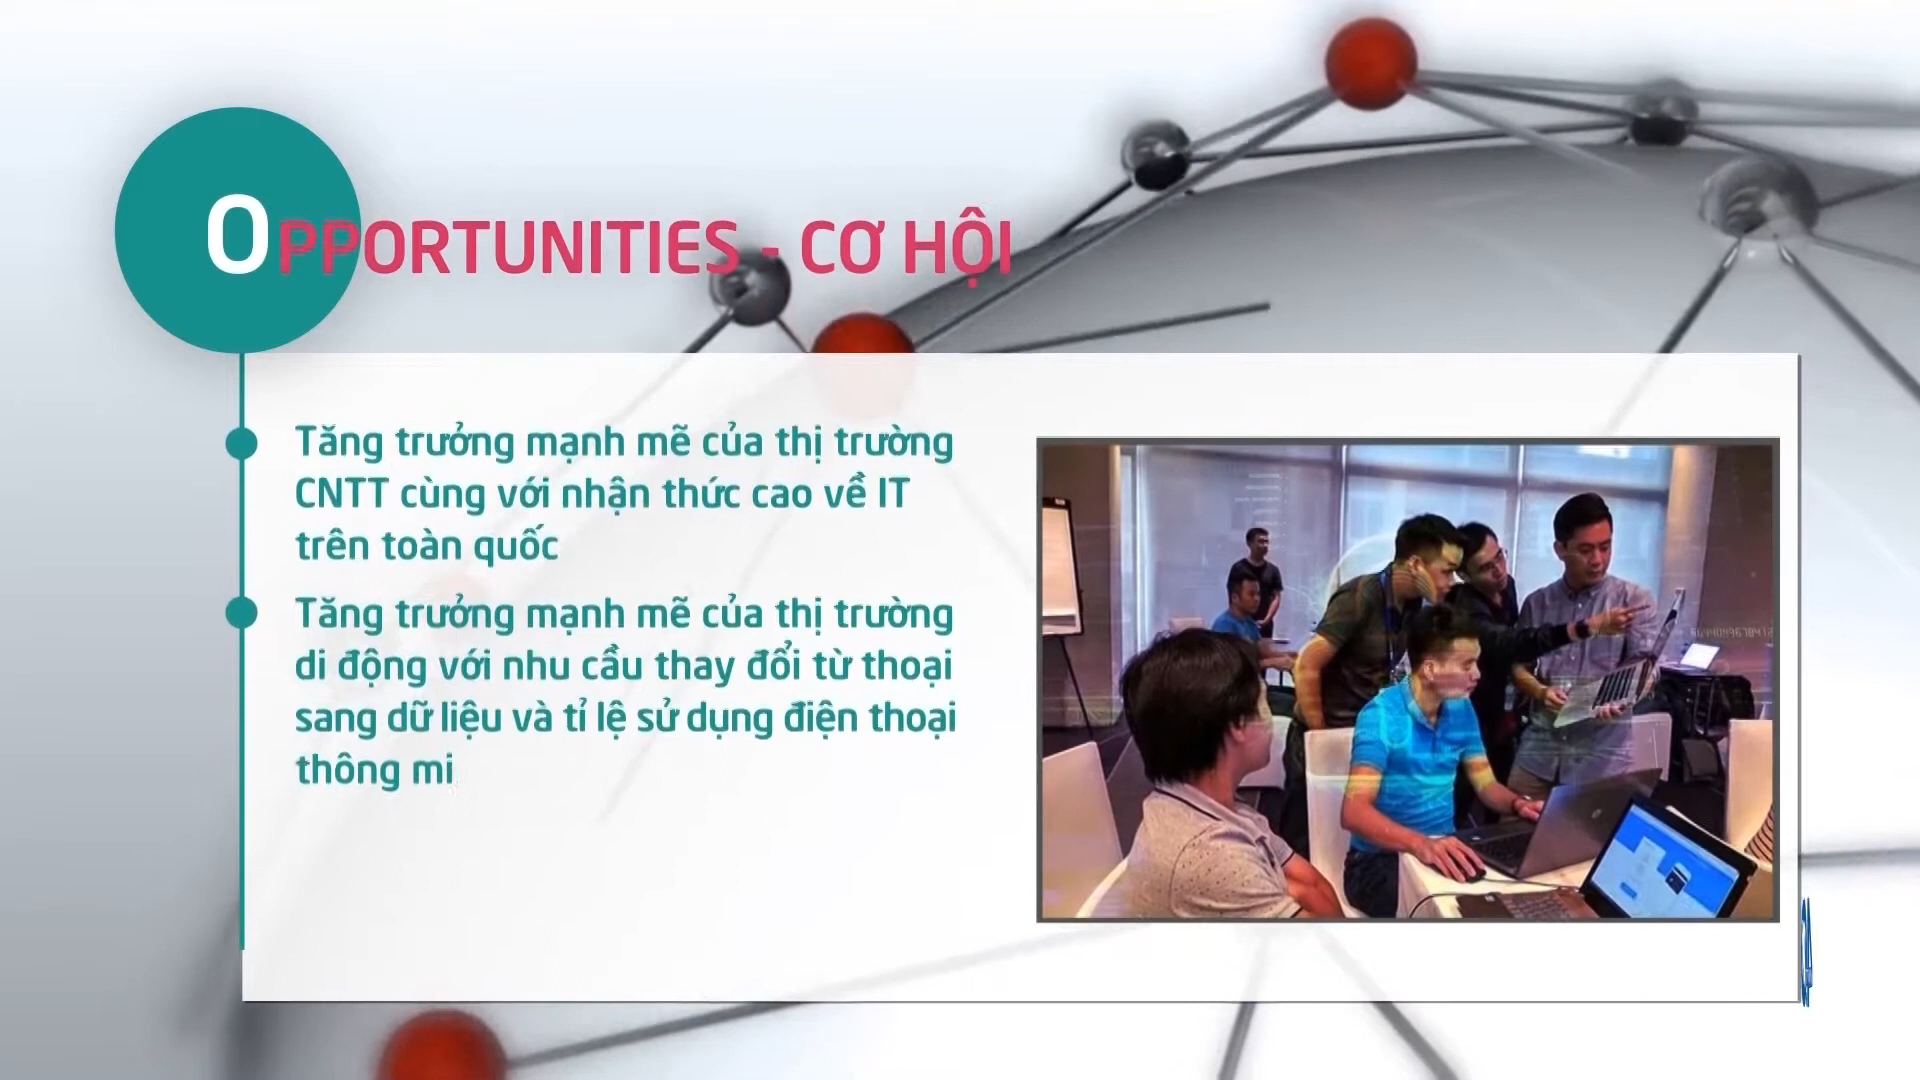 OPPORTUNITIES - CƠ HỘI
Tăng trưởng mạnh mẽ của thị trường
CNTT cùng với nhận thức cao về IT
trên toàn quốc
Tăng trưởng mạnh mẽ của thị trường
di động với nhu cầu thay đổi từ thoại
sang dữ liệu và tỉ lệ sử dụng điện thoại
thông mi